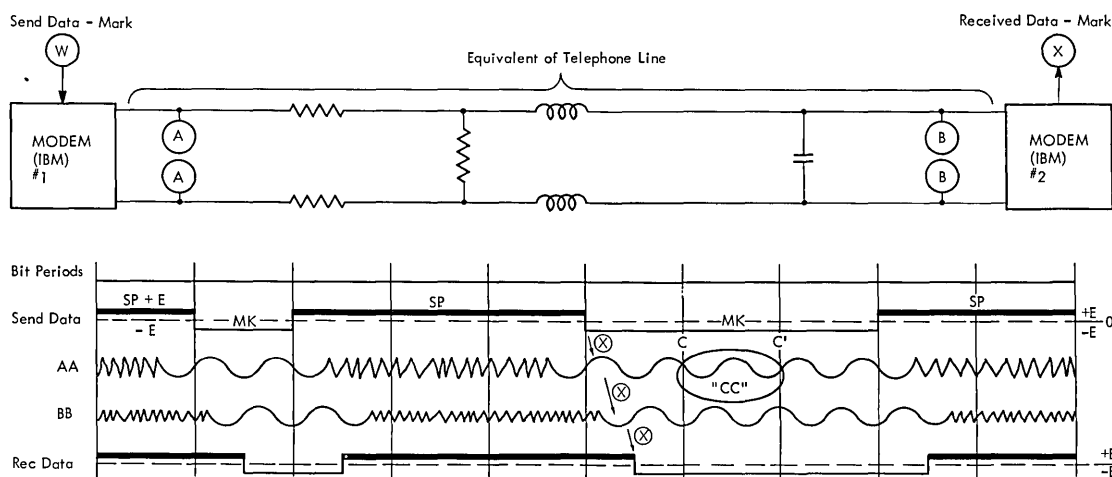 Send Data - Mark
Received Data - Mark
W
X
Equivalent of Telephone Line
MODEM
(IBM)
#1
A
A
B
B
MODEM
(IBM)
#2
Bit Periods
SP + E
SP
SP
Send Data
- E
MK
MK
+E
0
-E
C
C'
AA
X
"CC"
X
BB
X
Rec Data
+E
-E